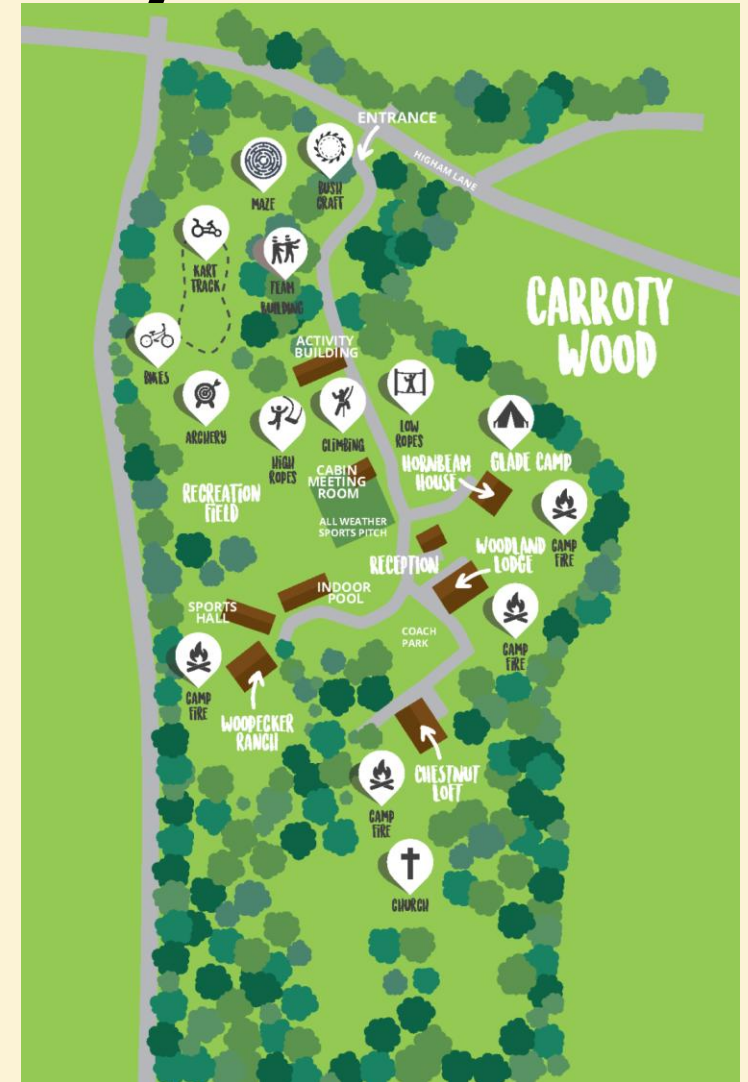 ENTRANCE
HIGHAM LANE
MAZE
BUSH
CRAFT
KART
TRACK
TEAM
BUILDING
CARROTY
WOOD
BIKES
ACTIVITY
BUILDING
ARCHERY
HIGH
ROPES
CLIMBING
LOW
ROPES
GLADE CAMP
HORNBEAM
HOUSE
CABIN
MEETING
ROOM
RECREATION
FIELD
ALL WEATHER
SPORTS PITCH
CAMP
FIRE
RECEPTION
WOODLAND
LODGE
INDOOR
POOL
SPORTS
HALL
COACH
PARK
CAMP
FIRE
CAMP
FIRE
WOOPECKER
RANCH
CHESTNUT
LOFT
CAMP
FIRE
CHURCH